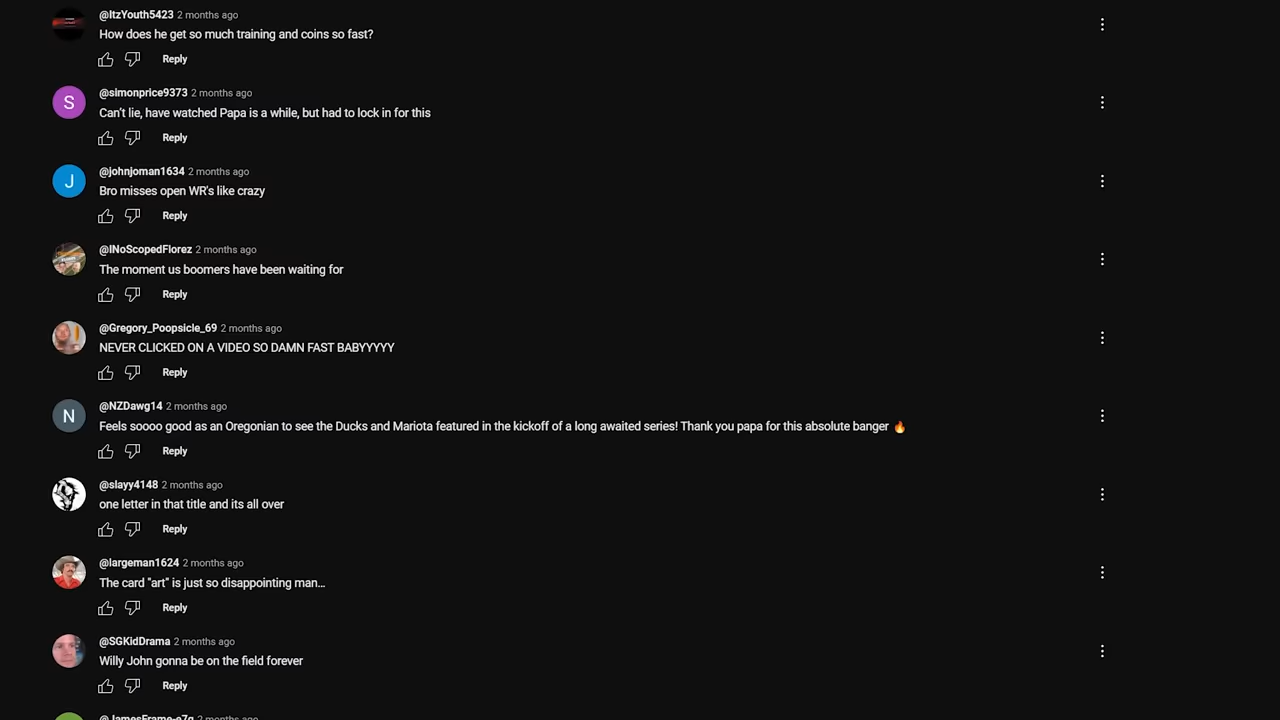 @ItzYouth5423 2 months ago
How does he get so much training and coins so fast?
Reply
S
@simonprice9373 2 months ago
Can't lie, have watched Papa is a while, but had to lock in for this
Reply
J
@johnjoman1634 2 months ago
Bro misses open WR's like crazy
Reply
@INoScopedFlorez 2 months ago
The moment us boomers have been waiting for
Reply
@Gregory_Poopsicle_69 2 months ago
NEVER CLICKED ON A VIDEO SO DAMN FAST BABYYYYY
Reply
N
@NZDawg14 2 months ago
Feels soooo good as an Oregonian to see the Ducks and Mariota featured in the kickoff of a long awaited series! Thank you papa for this absolute banger 🔥
Reply
@slayy4148 2 months ago
one letter in that title and its all over
Reply
@largeman1624 2 months ago
The card "art" is just so disappointing man...
Reply
@SGKidDrama 2 months ago
Willy John gonna be on the field forever
Reply
@JamesFrame-e7g 2 months ago